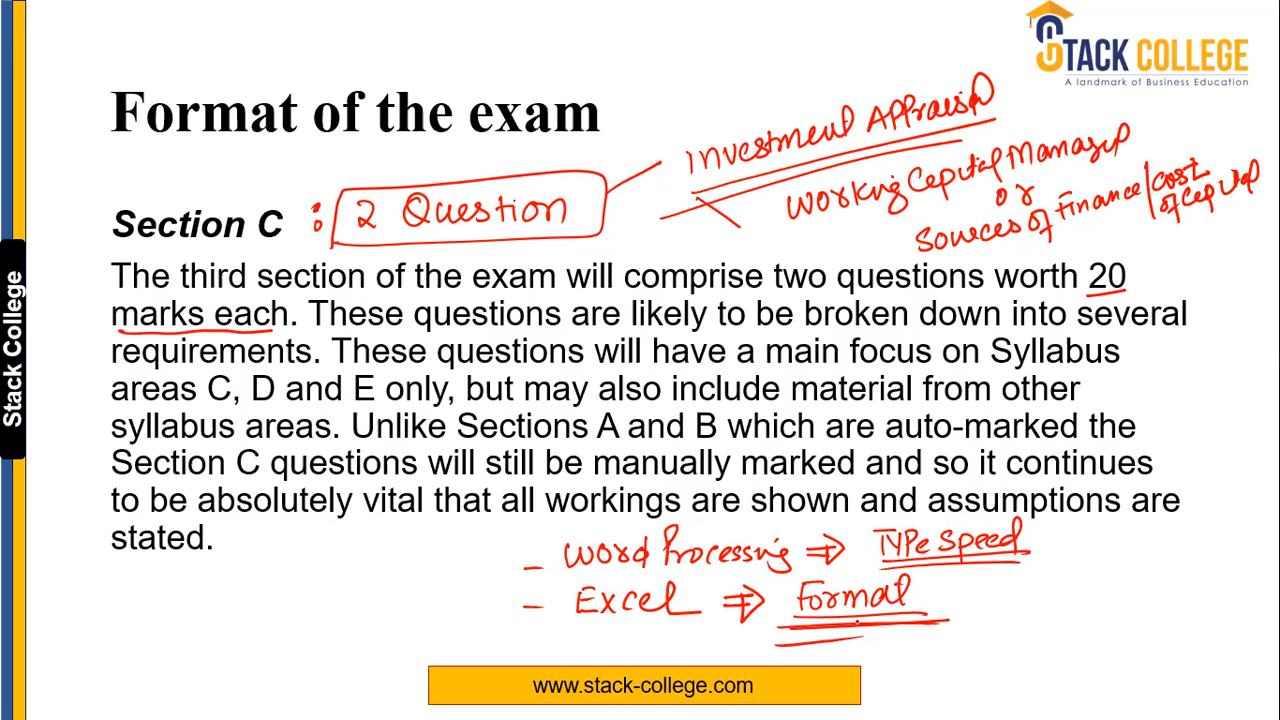 STACK COLLEGE
A landmark of Business Education
Format of the exam
Investment Appraisal
Working Capital Managed
or
Sources of Finance/cost of capital
Section C : 2 Question
The third section of the exam will comprise two questions worth 20
marks each. These questions are likely to be broken down into several
requirements. These questions will have a main focus on Syllabus
areas C, D and E only, but may also include material from other
syllabus areas. Unlike Sections A and B which are auto-marked the
Section C questions will still be manually marked and so it continues
to be absolutely vital that all workings are shown and assumptions are
stated.
- Word Processing ⇒ Type Speed
- Excel ⇒ Format
www.stack-college.com
Stack College